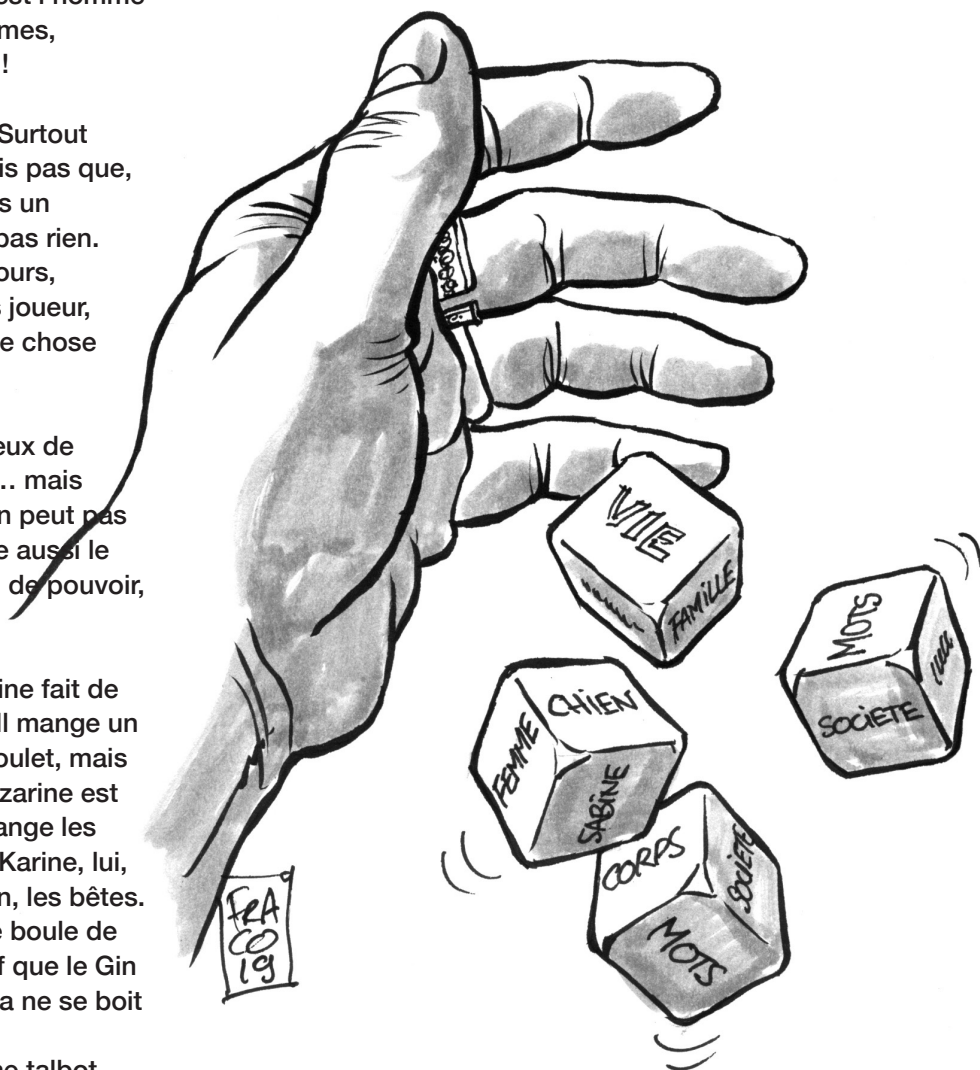 est l'homme
mes,
!
Surtout
is pas que,
s un
pas rien.
ours,
s joueur,
e chose
eux de
… mais
n peut pas
e aussi le
de pouvoir,
ine fait de
Il mange un
oulet, mais
zarine est
ange les
Karine, lui,
n, les bêtes.
e boule de
f que le Gin
a ne se boit
talbot
VIE
FAMILLE
MOTS
SOCIETE
CHIEN
FEMME
SABINE
CORPS
SOCIETE
MOTS
FRA
CO
19